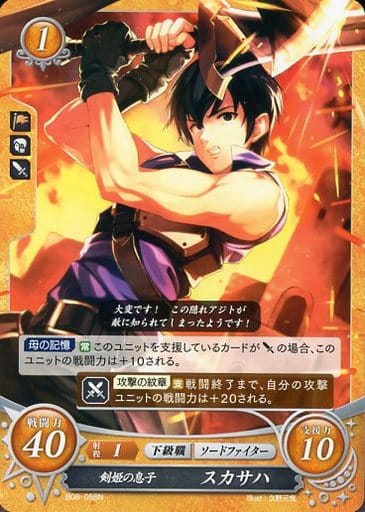 1
大変です! この隠れアジトが
敵に知られてしまったようです!
母の記憶 常 このユニットを支援しているカードが の場合、この
ユニットの戦闘力は+10される。
攻撃の紋章 支 戦闘終了まで、自分の攻撃
ユニットの戦闘力は+20される。
戦闘力
40
射程 1
下級職
ソードファイター
支援力
10
剣姫の息子
スカサハ
B08-058N
Illust:久野元気